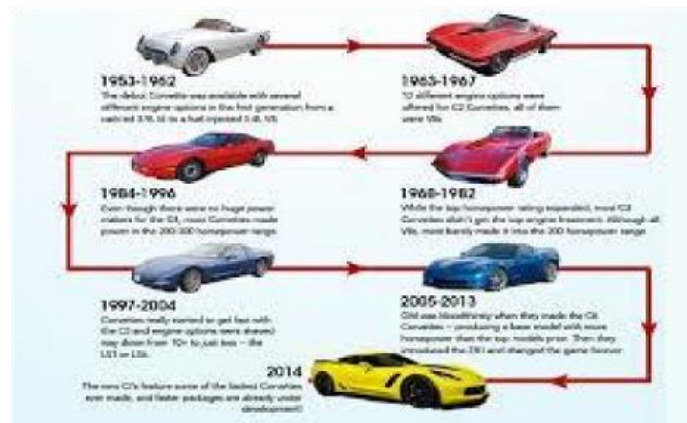 1953-1962
The debut Corvette was available with several
different engine options in the first generation from a
carbed 3.9L I6 to a fuel injected 5.4L V8
1963-1967
12 different engine options were
offered for C2 Corvettes, all of them
were V8s
1984-1996
Even though there were no huge power
makers for the C4, most Corvettes made
power in the 200-300 horsepower range
1968-1982
While the top horsepower rating expanded, most C3
Corvettes didn't get the top engine treatment. Although all
V8s, most barely made it into the 200 horsepower range
1997-2004
Corvettes really started to get fast with
the C5 and engine options were shaved
way down from 10+ to just two – the
LS1 or LS6.
2005-2013
GM was bloodthirsty when they made the C6
Corvettes – producing a base model with more
horsepower than the top models prior. Then they
introduced the ZR1 and changed the game forever
2014
The new C7s feature some of the fastest Corvettes
ever made, and faster packages are already under
development!